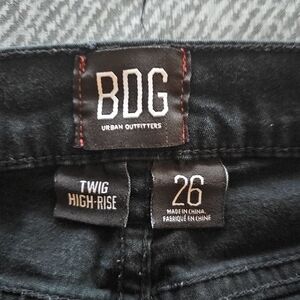 BDG
URBAN OUTFITTERS
TWIG
HIGH-RISE
26
MADE IN CHINA.
FABRIQUÉ EN CHINE